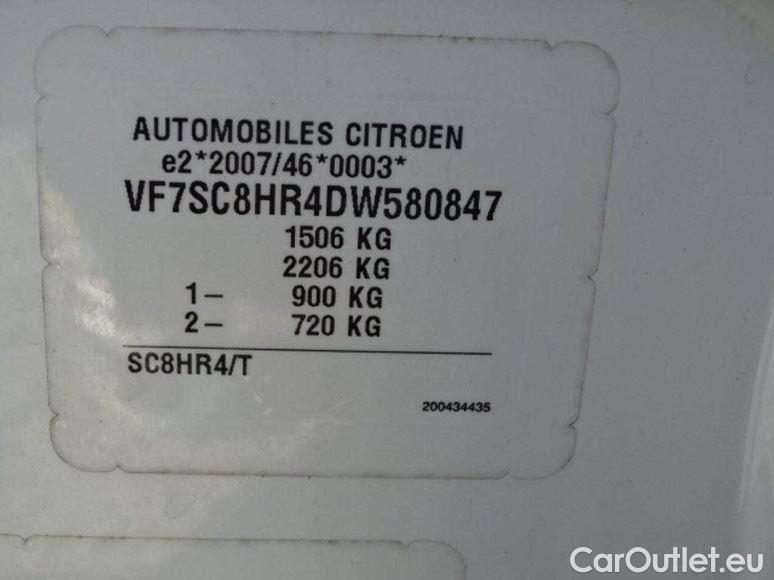 AUTOMOBILES CITROEN
e2*2007/46*0003*
VF7SC8HR4DW580847
1506 KG
2206 KG
1- 900 KG
2- 720 KG
SC8HR4/T
200434435
CarOutlet.eu